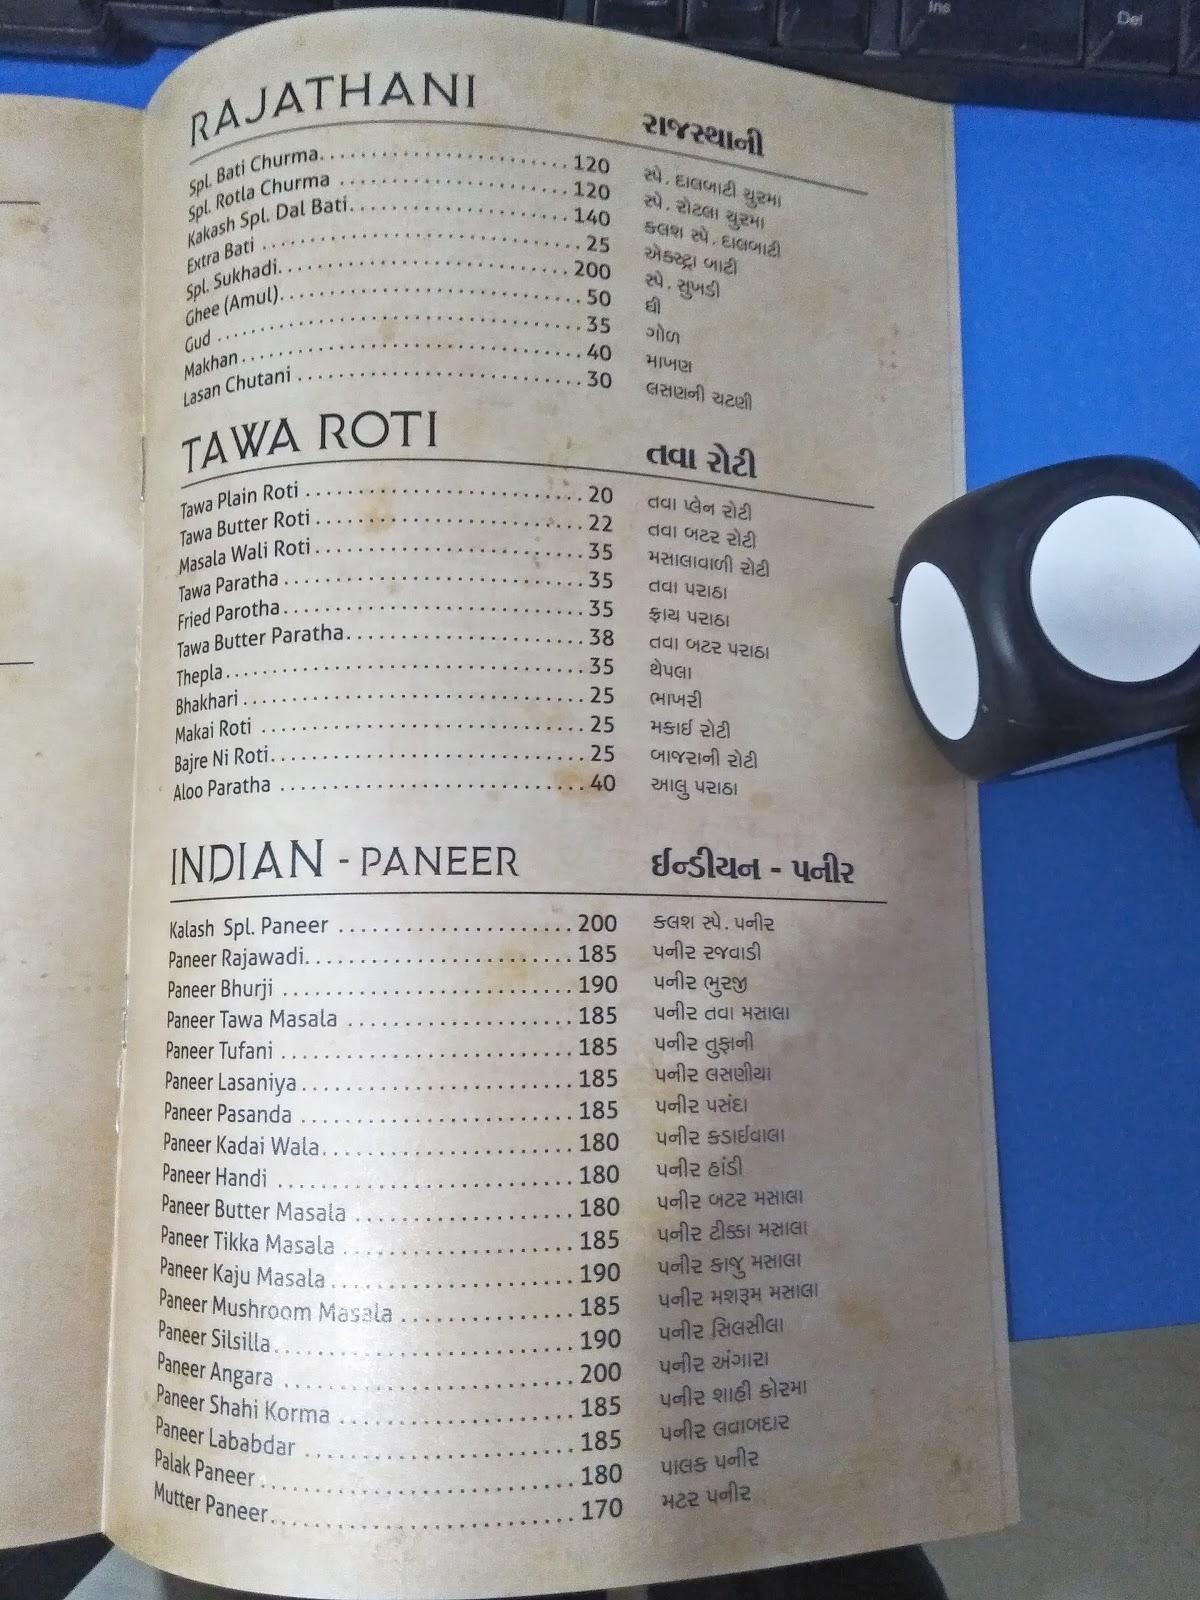 Ins
Del
RAJATHANI રાજસ્થાની
Spl. Bati Churma 120 સ્પે. દાલબાટી ચુરમા
Spl. Rotla Churma 120 સ્પે. રોટલા ચુરમા
Kakash Spl. Dal Bati 140 કલશ સ્પે. દાલબાટી
Extra Bati 25 એક્સ્ટ્રા બાટી
Spl. Sukhadi 200 સ્પે. સુખડી
Ghee (Amul) 50 ઘી
Gud 35 ગોળ
Makhan 40 માખણ
Lasan Chutani 30 લસણની ચટણી
TAWA ROTI તવા રોટી
Tawa Plain Roti 20 તવા પ્લેન રોટી
Tawa Butter Roti 22 તવા બટર રોટી
Masala Wali Roti 35 મસાલાવાળી રોટી
Tawa Paratha 35 તવા પરાઠા
Fried Parotha 35 ફ્રાય પરાઠા
Tawa Butter Paratha 38 તવા બટર પરાઠા
Thepla 35 થેપલા
Bhakhari 25 ભાખરી
Makai Roti 25 મકાઈ રોટી
Bajre Ni Roti 25 બાજરાની રોટી
Aloo Paratha 40 આલુ પરાઠા
INDIAN - PANEER ઈન્ડીયન - પનીર
Kalash Spl. Paneer 200 કલશ સ્પે. પનીર
Paneer Rajawadi 185 પનીર રજવાડી
Paneer Bhurji 190 પનીર ભુરજી
Paneer Tawa Masala 185 પનીર તવા મસાલા
Paneer Tufani 185 પનીર તુફાની
Paneer Lasaniya 185 પનીર લસણીયા
Paneer Pasanda 185 પનીર પસંદા
Paneer Kadai Wala 180 પનીર કડાઈવાલા
Paneer Handi 180 પનીર હાંડી
Paneer Butter Masala 180 પનીર બટર મસાલા
Paneer Tikka Masala 185 પનીર ટીક્કા મસાલા
Paneer Kaju Masala 190 પનીર કાજુ મસાલા
Paneer Mushroom Masala 185 પનીર મશરૂમ મસાલા
Paneer Silsilla 190 પનીર સિલસીલા
Paneer Angara 200 પનીર અંગારા
Paneer Shahi Korma 185 પનીર શાહી કોરમા
Paneer Lababdar 185 પનીર લવાબદાર
Palak Paneer 180 પાલક પનીર
Mutter Paneer 170 મટર પનીર